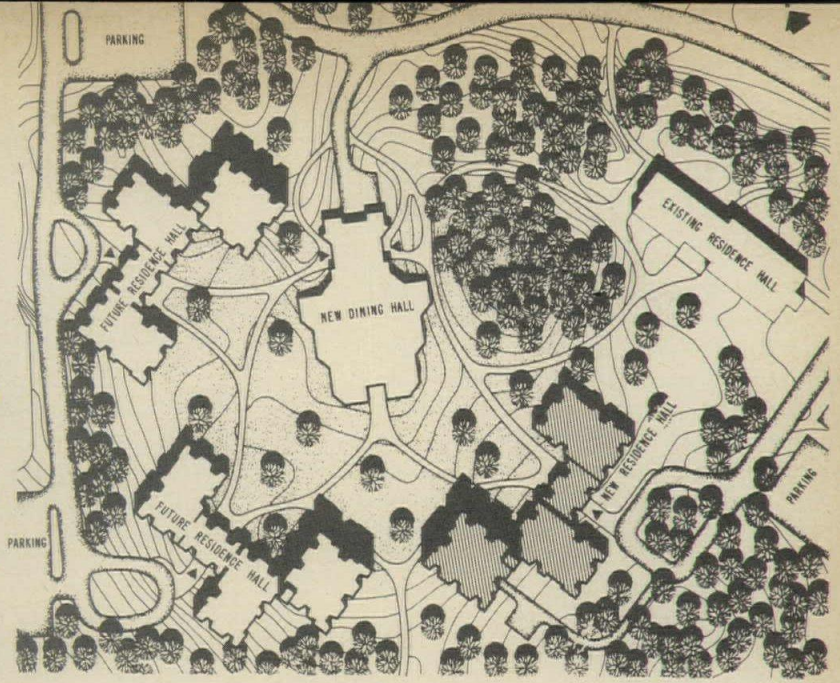 PARKING
EXISTING RESIDENCE HALL
FUTURE RESIDENCE HALL
NEW DINING HALL
NEW RESIDENCE HALL
PARKING
FUTURE RESIDENCE HALL
PARKING